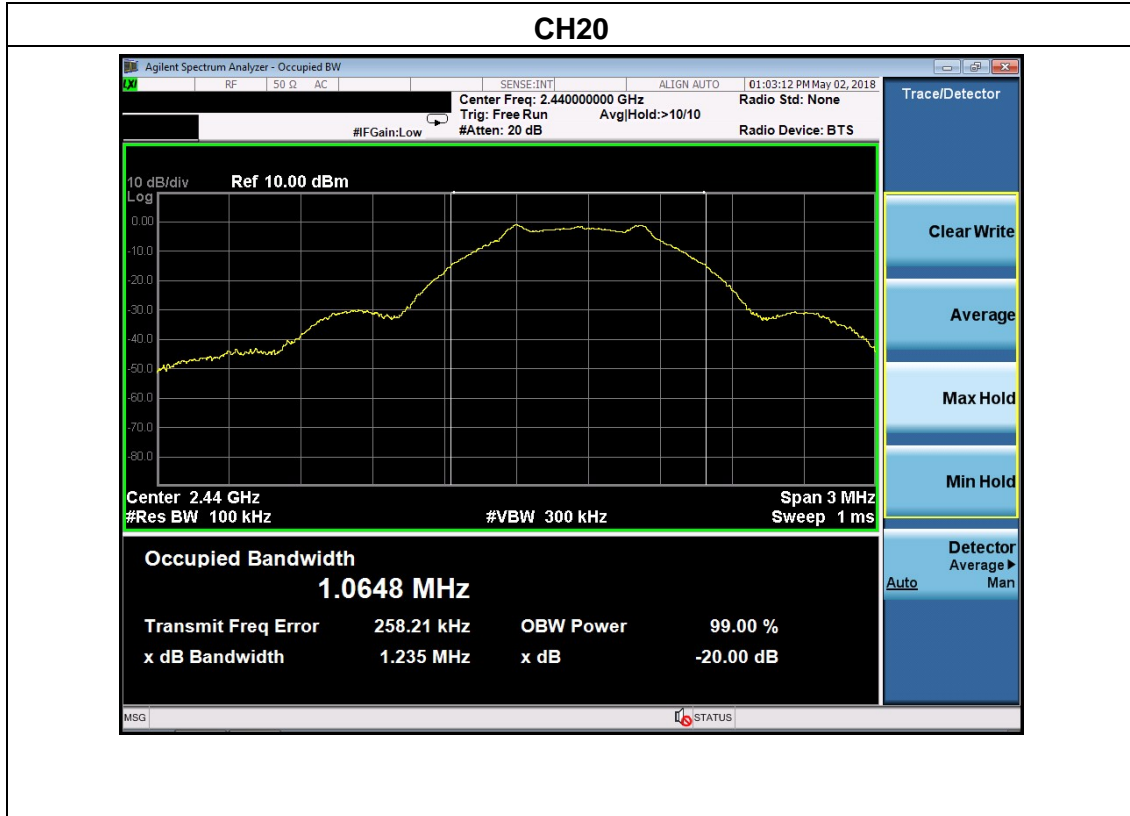 CH20
Agilent Spectrum Analyzer - Occupied BW
LXI RF 50 Ω AC SENSE:INT ALIGN AUTO 01:03:12 PM May 02, 2018
Center Freq: 2.440000000 GHz Radio Std: None
Trig: Free Run Avg|Hold:>10/10
#IFGain:Low #Atten: 20 dB Radio Device: BTS
10 dB/div Ref 10.00 dBm
Log
0.00
-10.0
-20.0
-30.0
-40.0
-50.0
-60.0
-70.0
-80.0
Center 2.44 GHz Span 3 MHz
#Res BW 100 kHz #VBW 300 kHz Sweep 1 ms
Occupied Bandwidth
1.0648 MHz
Transmit Freq Error 258.21 kHz OBW Power 99.00 %
x dB Bandwidth 1.235 MHz x dB -20.00 dB
MSG STATUS
Trace/Detector
Clear Write
Average
Max Hold
Min Hold
Detector
Average▶
Auto Man